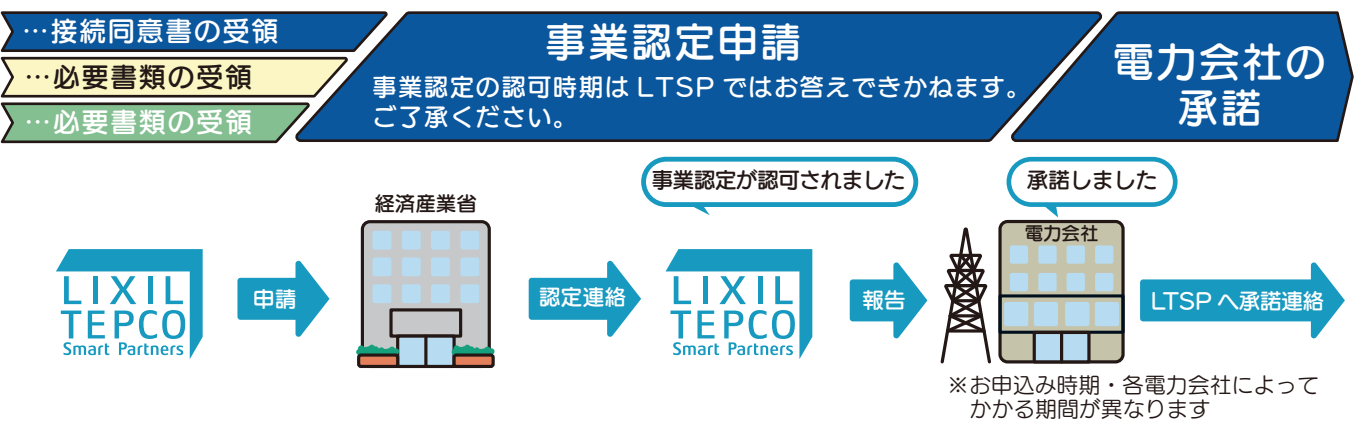 …接続同意書の受領
…必要書類の受領
…必要書類の受領
事業認定申請
事業認定の認可時期は LTSP ではお答えできかねます。
ご了承ください。
電力会社の
承諾
事業認定が認可されました
承諾しました
経済産業省
電力会社
LIXIL
TEPCO
Smart Partners
申請
認定連絡
LIXIL
TEPCO
Smart Partners
報告
LTSP へ承諾連絡
※お申込み時期・各電力会社によって
かかる期間が異なります